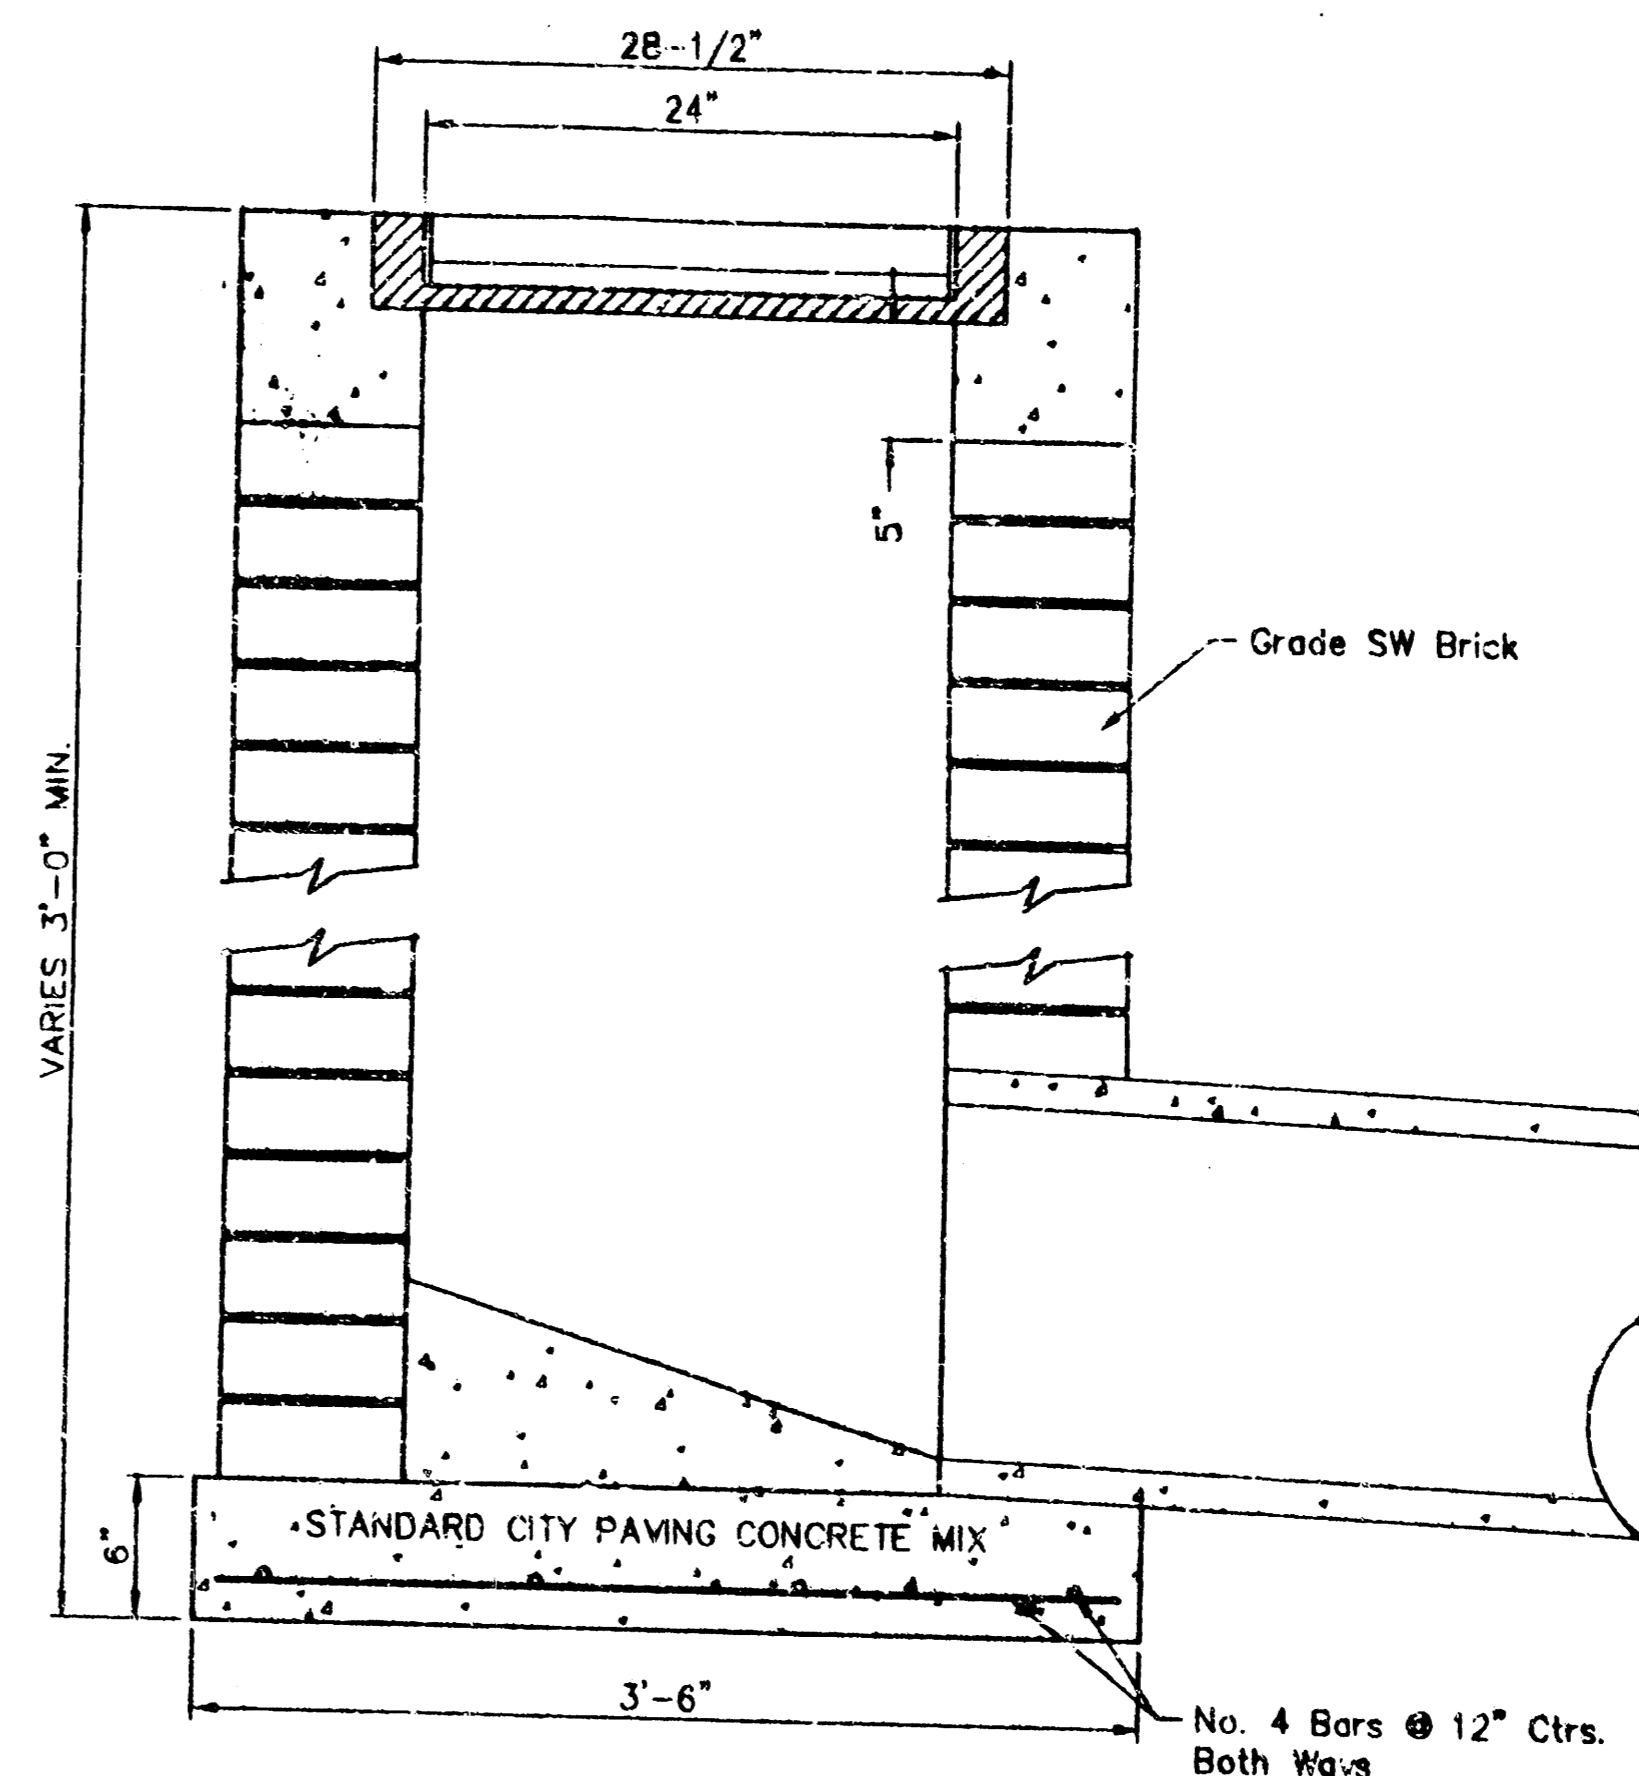 28-1/2"
24"
5"
Grade SW Brick
VARIES 3'-0" MIN.
6"
STANDARD CITY PAVING CONCRETE MIX
3'-6"
No. 4 Bars @ 12" Ctrs.
Both Ways